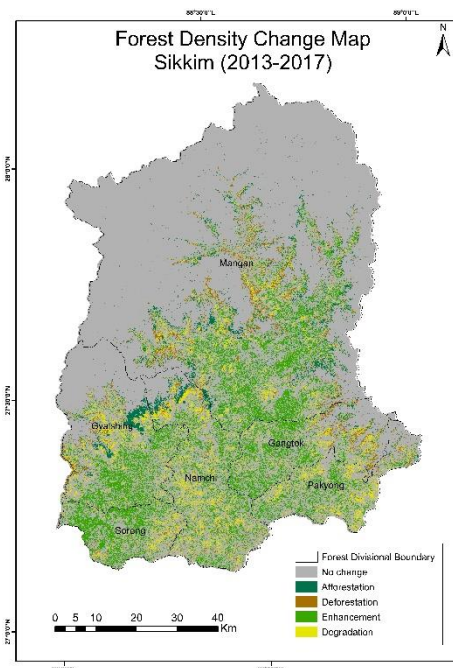 88°30'0"E
89°0'0"E
Forest Density Change Map
Sikkim (2013-2017)
N
28°0'0"N
Mangan
27°30'0"N
Gyalshing
Gangtok
Namchi
Pakyong
Soreng
Forest Divisional Boundary
No change
Afforestation
Deforestation
Enhancement
Degradation
0 5 10 20 30 40
Km
27°0'0"N